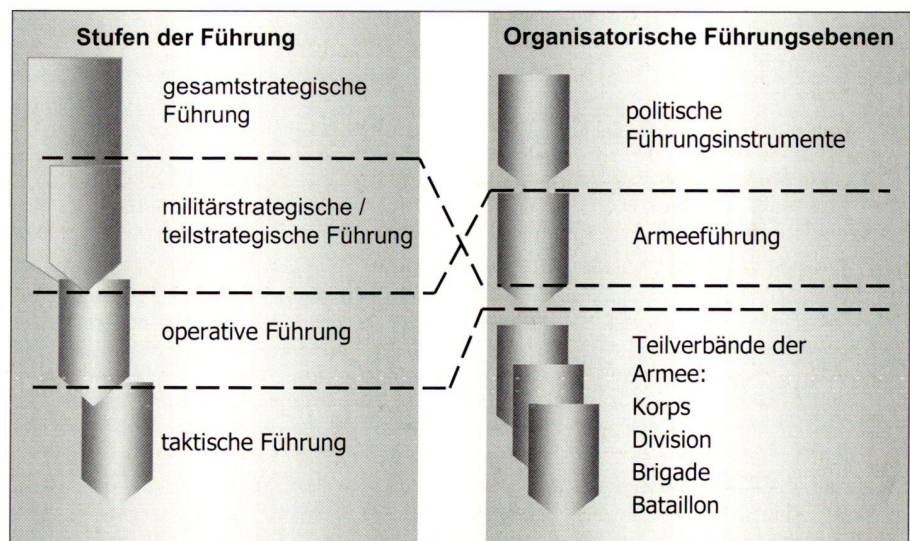 Stufen der Führung
gesamtstrategische
Führung
militärstrategische /
teilstrategische Führung
operative Führung
taktische Führung
Organisatorische Führungsebenen
politische
Führungsinstrumente
Armeeführung
Teilverbände der
Armee:
Korps
Division
Brigade
Bataillon